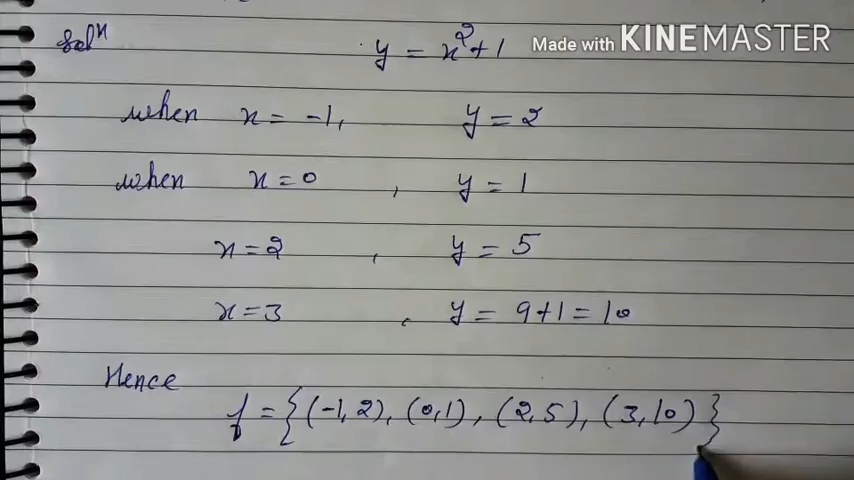 solⁿ y = x²+1 Made with KINEMASTER
when x = -1, y = 2
when x = 0 , y = 1
x = 2 , y = 5
x = 3 , y = 9+1 = 10
Hence
f = {(-1,2), (0,1), (2,5), (3,10)}